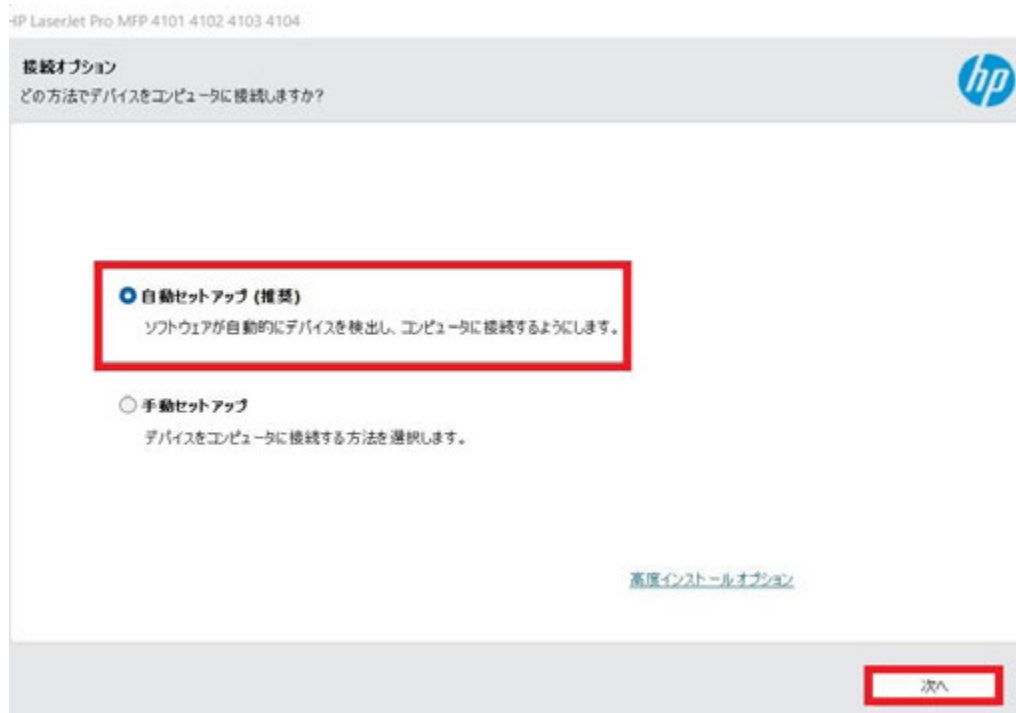 HP LaserJet Pro MFP 4101 4102 4103 4104
接続オプション
どの方法でデバイスをコンピュータに接続しますか?
hp
自動セットアップ (推奨)
ソフトウェアが自動的にデバイスを検出し、コンピュータに接続するようにします。
手動セットアップ
デバイスをコンピュータに接続する方法を選択します。
高度インストール オプション
次へ